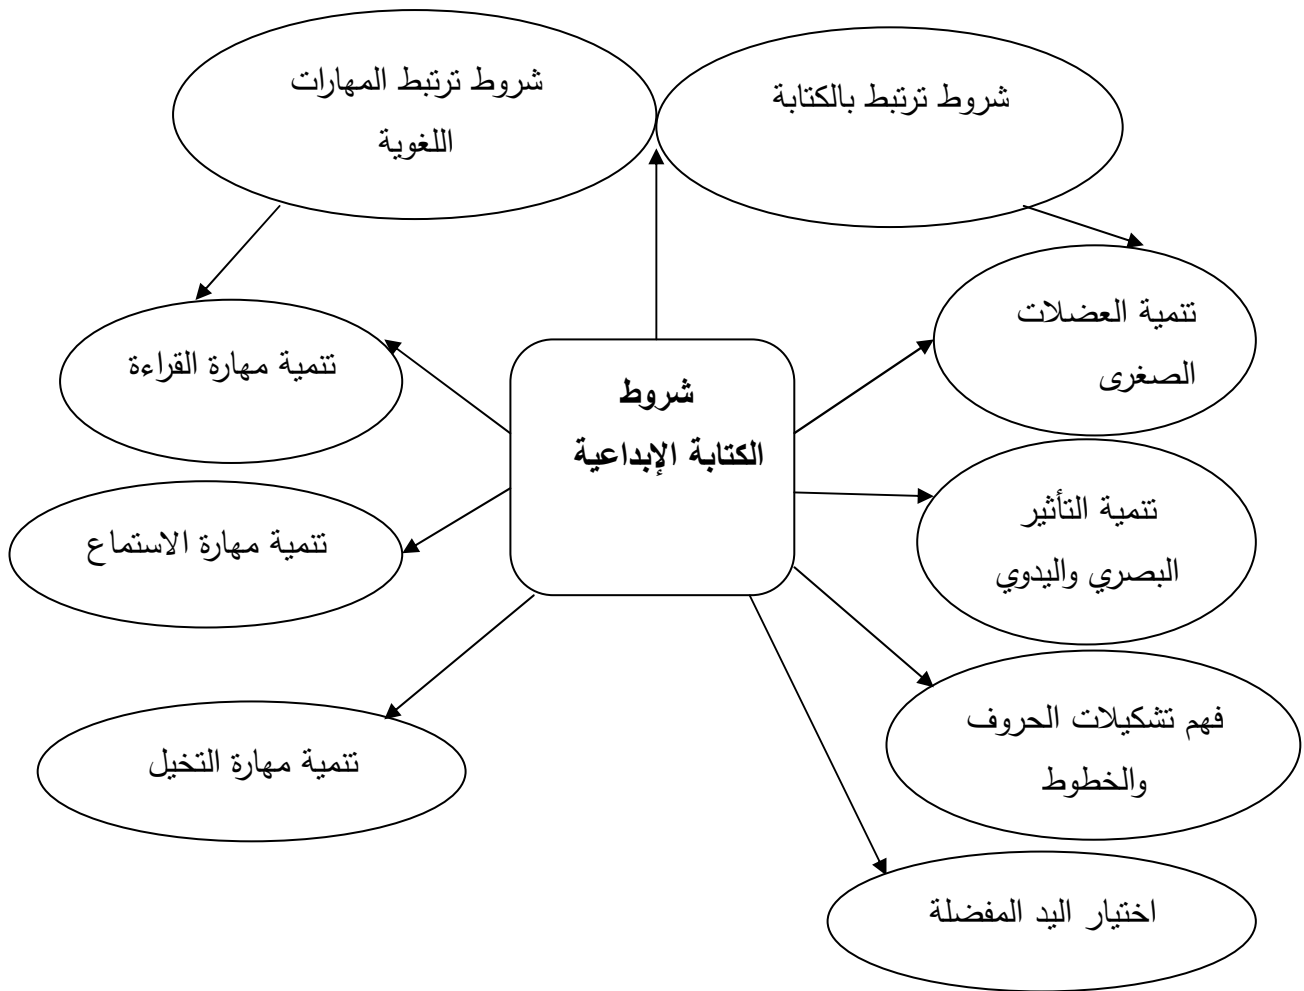 شروط ترتبط بالكتابة
شروط ترتبط المهارات
اللغوية
تنمية العضلات
الصغرى
تنمية مهارة القراءة
شروط
الكتابة الإبداعية
تنمية التأثير
البصري واليدوي
تنمية مهارة الاستماع
فهم تشكيلات الحروف
والخطوط
تنمية مهارة التخيل
اختيار اليد المفضلة